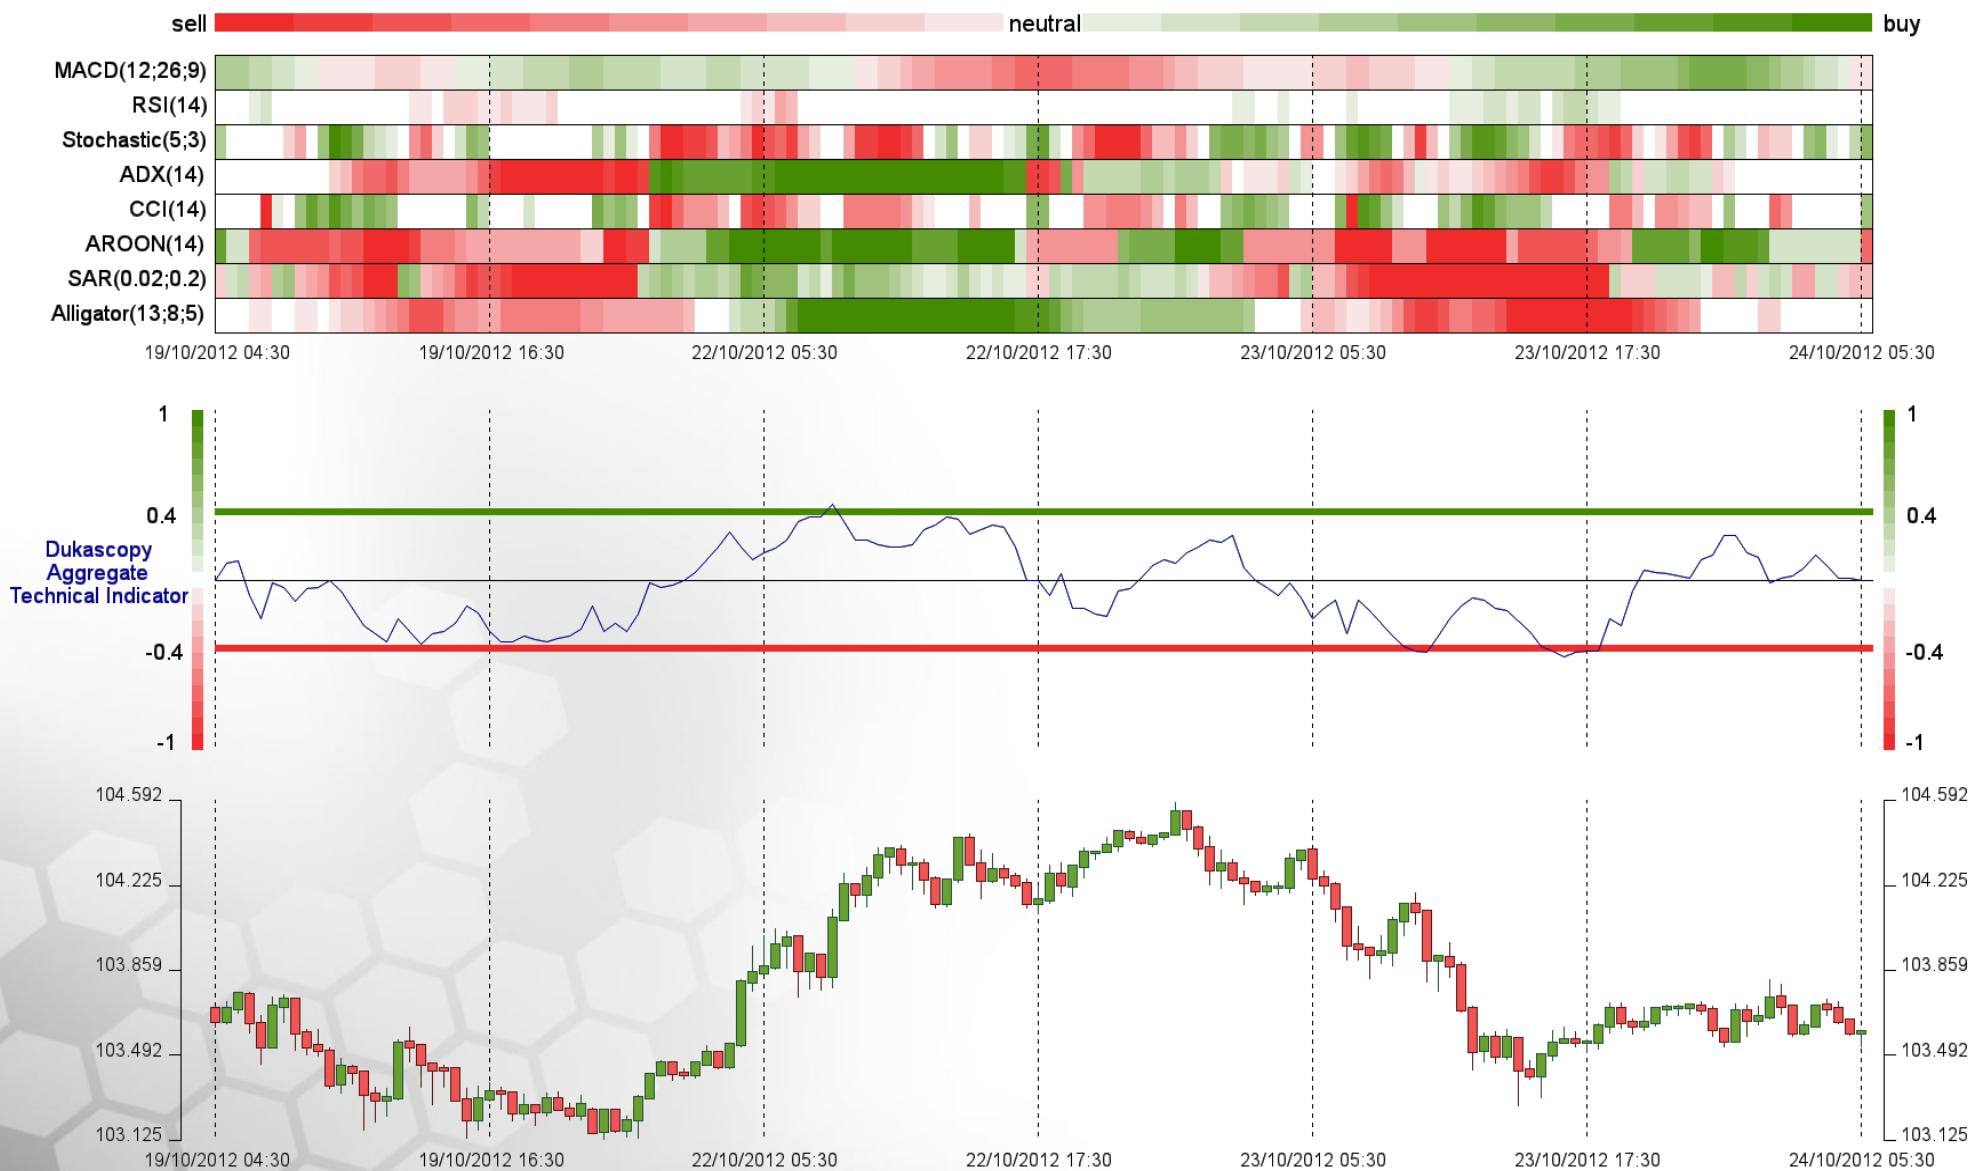 sell neutral buy
MACD(12;26;9)
RSI(14)
Stochastic(5;3)
ADX(14)
CCI(14)
AROON(14)
SAR(0.02;0.2)
Alligator(13;8;5)
19/10/2012 04:30 19/10/2012 16:30 22/10/2012 05:30 22/10/2012 17:30 23/10/2012 05:30 23/10/2012 17:30 24/10/2012 05:30
1 1
0.4 0.4
Dukascopy
Aggregate
Technical Indicator
-0.4 -0.4
-1 -1
104.592 104.592
104.225 104.225
103.859 103.859
103.492 103.492
103.125 103.125
19/10/2012 04:30 19/10/2012 16:30 22/10/2012 05:30 22/10/2012 17:30 23/10/2012 05:30 23/10/2012 17:30 24/10/2012 05:30